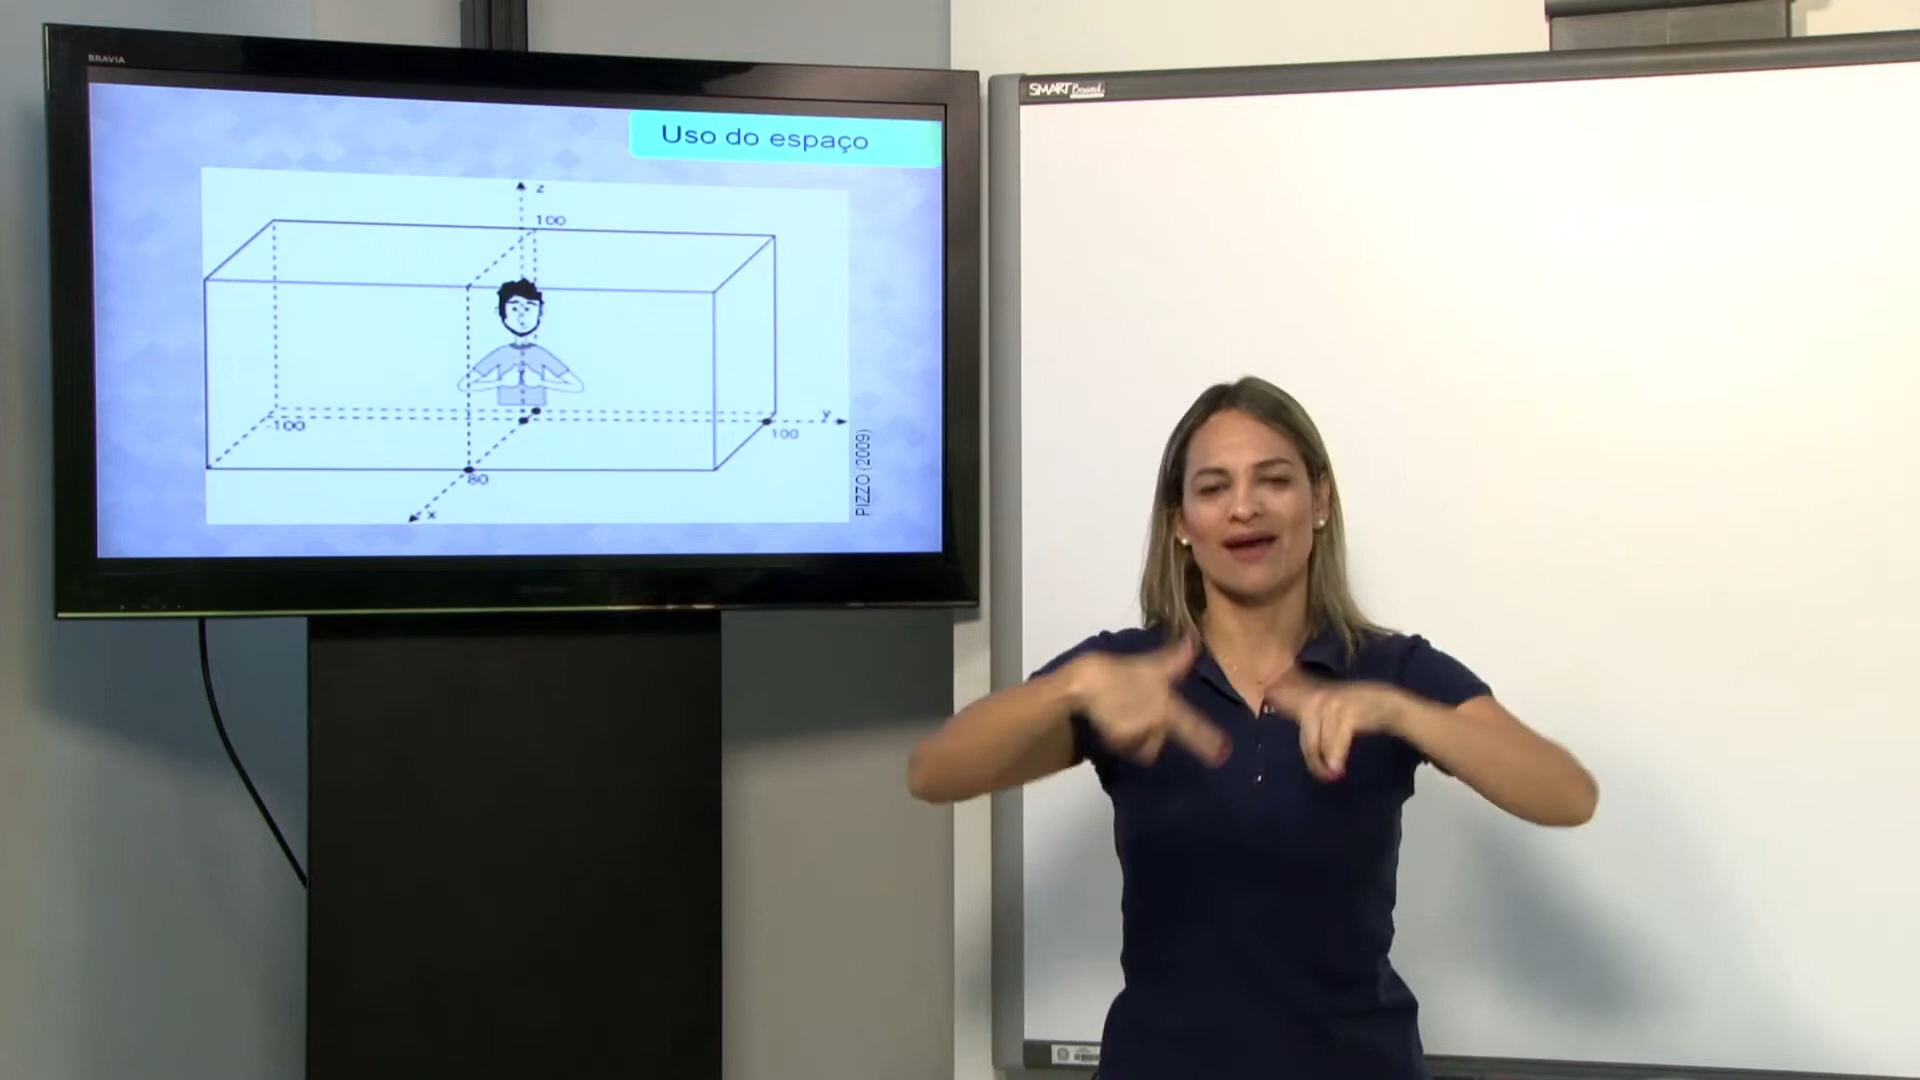 BRAVIA
Uso do espaço
z
100
-100
y
100
80
x
PIZZO (2009)
SMART Board